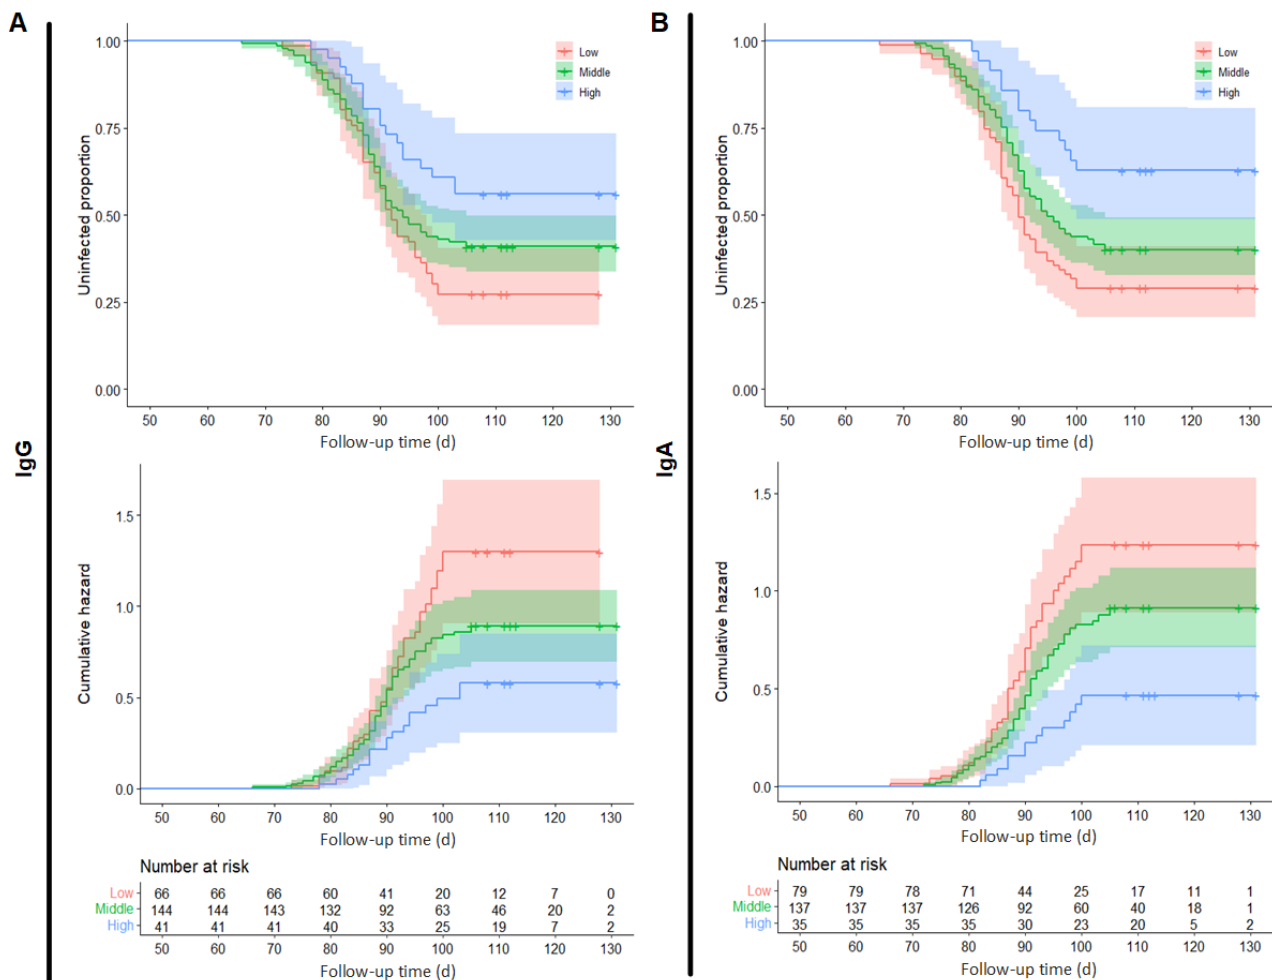 A
IgG
Uninfected proportion
1.00
0.75
0.50
0.25
0.00
Low
Middle
High
50 60 70 80 90 100 110 120 130
Follow-up time (d)
Cumulative hazard
1.5
1.0
0.5
0.0
50 60 70 80 90 100 110 120 130
Follow-up time (d)
Number at risk
Low 66 66 66 60 41 20 12 7 0
Middle 144 144 143 132 92 63 46 20 2
High 41 41 41 40 33 25 19 7 2
50 60 70 80 90 100 110 120 130
Follow-up time (d)
B
IgA
Uninfected proportion
1.00
0.75
0.50
0.25
0.00
Low
Middle
High
50 60 70 80 90 100 110 120 130
Follow-up time (d)
Cumulative hazard
1.5
1.0
0.5
0.0
50 60 70 80 90 100 110 120 130
Follow-up time (d)
Number at risk
Low 79 79 78 71 44 25 17 11 1
Middle 137 137 137 126 92 60 40 18 1
High 35 35 35 35 30 23 20 5 2
50 60 70 80 90 100 110 120 130
Follow-up time (d)